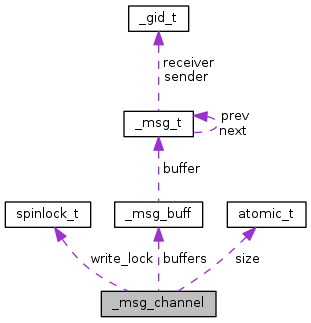 _gid_t
receiver
sender
_msg_t
prev
next
buffer
spinlock_t
_msg_buff
atomic_t
write_lock
buffers
size
_msg_channel